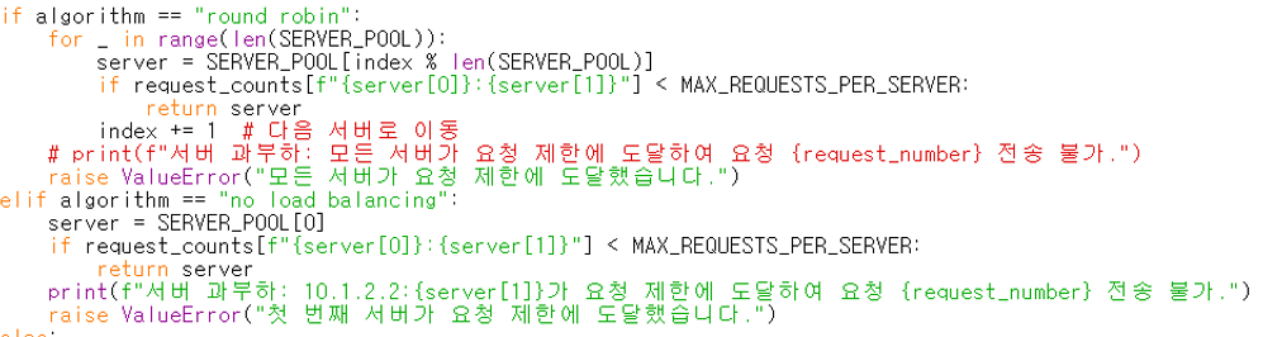 if algorithm == "round robin":
    for _ in range(len(SERVER_POOL)):
        server = SERVER_POOL[index % len(SERVER_POOL)]
        if request_counts[f"{server[0]}:{server[1]}"] < MAX_REQUESTS_PER_SERVER:
            return server
        index += 1  # 다음 서버로 이동
    # print(f"서버 과부하: 모든 서버가 요청 제한에 도달하여 요청 {request_number} 전송 불가.")
    raise ValueError("모든 서버가 요청 제한에 도달했습니다.")
elif algorithm == "no load balancing":
    server = SERVER_POOL[0]
    if request_counts[f"{server[0]}:{server[1]}"] < MAX_REQUESTS_PER_SERVER:
        return server
    print(f"서버 과부하: 10.1.2.2:{server[1]}가 요청 제한에 도달하여 요청 {request_number} 전송 불가.")
    raise ValueError("첫 번째 서버가 요청 제한에 도달했습니다.")
else: